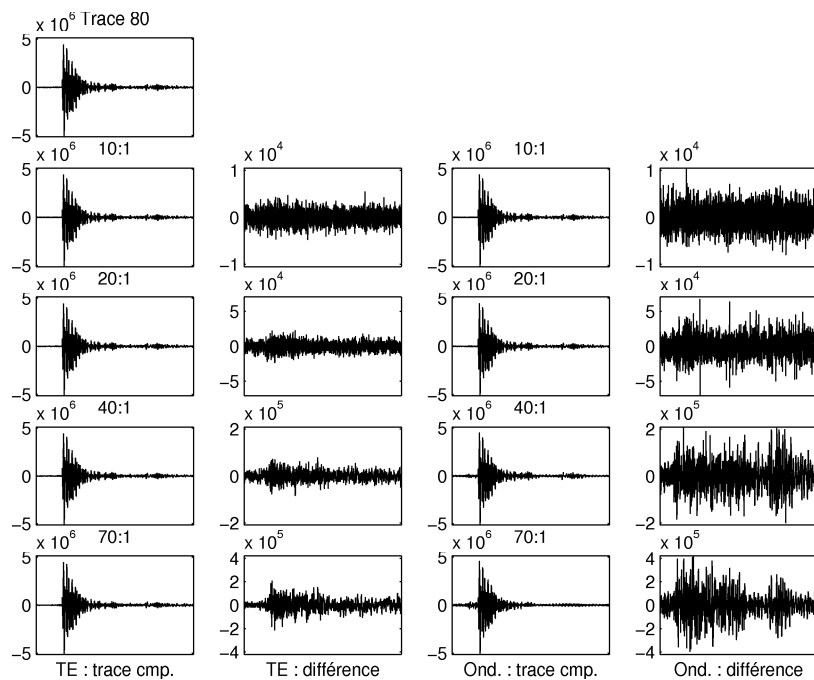 x 10^6 Trace 80
5
0
−5
x 10^6 10:1 x 10^4 x 10^6 10:1 x 10^4
5 1 5 1
0 0 0 0
−5 −1 −5 −1
x 10^6 20:1 x 10^4 x 10^6 20:1 x 10^4
5 5 5 5
0 0 0 0
−5 −5 −5 −5
x 10^6 40:1 x 10^5 x 10^6 40:1 x 10^5
5 2 5 2
0 0 0 0
−5 −2 −5 −2
x 10^6 70:1 x 10^5 x 10^6 70:1 x 10^5
5 4 5 4
2 2
0 0 0 0
−2 −2
−5 −4 −5 −4
TE : trace cmp. TE : différence Ond. : trace cmp. Ond. : différence